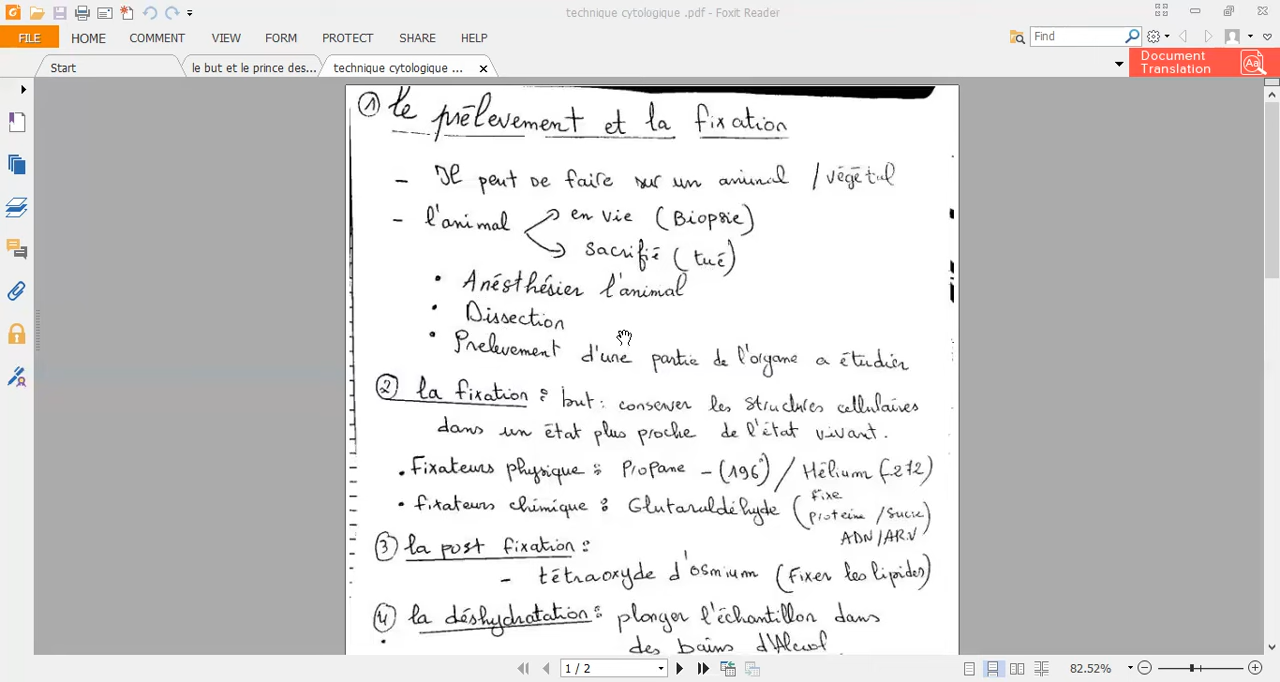 technique cytologique .pdf - Foxit Reader
FILE HOME COMMENT VIEW FORM PROTECT SHARE HELP Find
Document
Translation
Start le but et le prince des... technique cytologique ...
① le prélevement et la fixation
- Il peut se faire sur un animal / végétal
- l'animal en vie (Biopsie)
sacrifié (tué)
• Anésthésier l'animal
• Dissection
• Prelevement d'une partie de l'organe a étudier
② la fixation : but : conserver les structures cellulaires
dans un état plus proche de l'état vivant.
• Fixateurs physique : Propane -(196°) / Hélium (-272)
• fixateurs chimique : Glutaraldéhyde (fixe
proteine / sucre)
ADN / ARN
③ la post fixation :
- tétraoxyde d'osmium (fixer les lipides)
④ la déshydratation : plonger l'échantillon dans
• des bains d'Alcool
1 / 2 82.52%